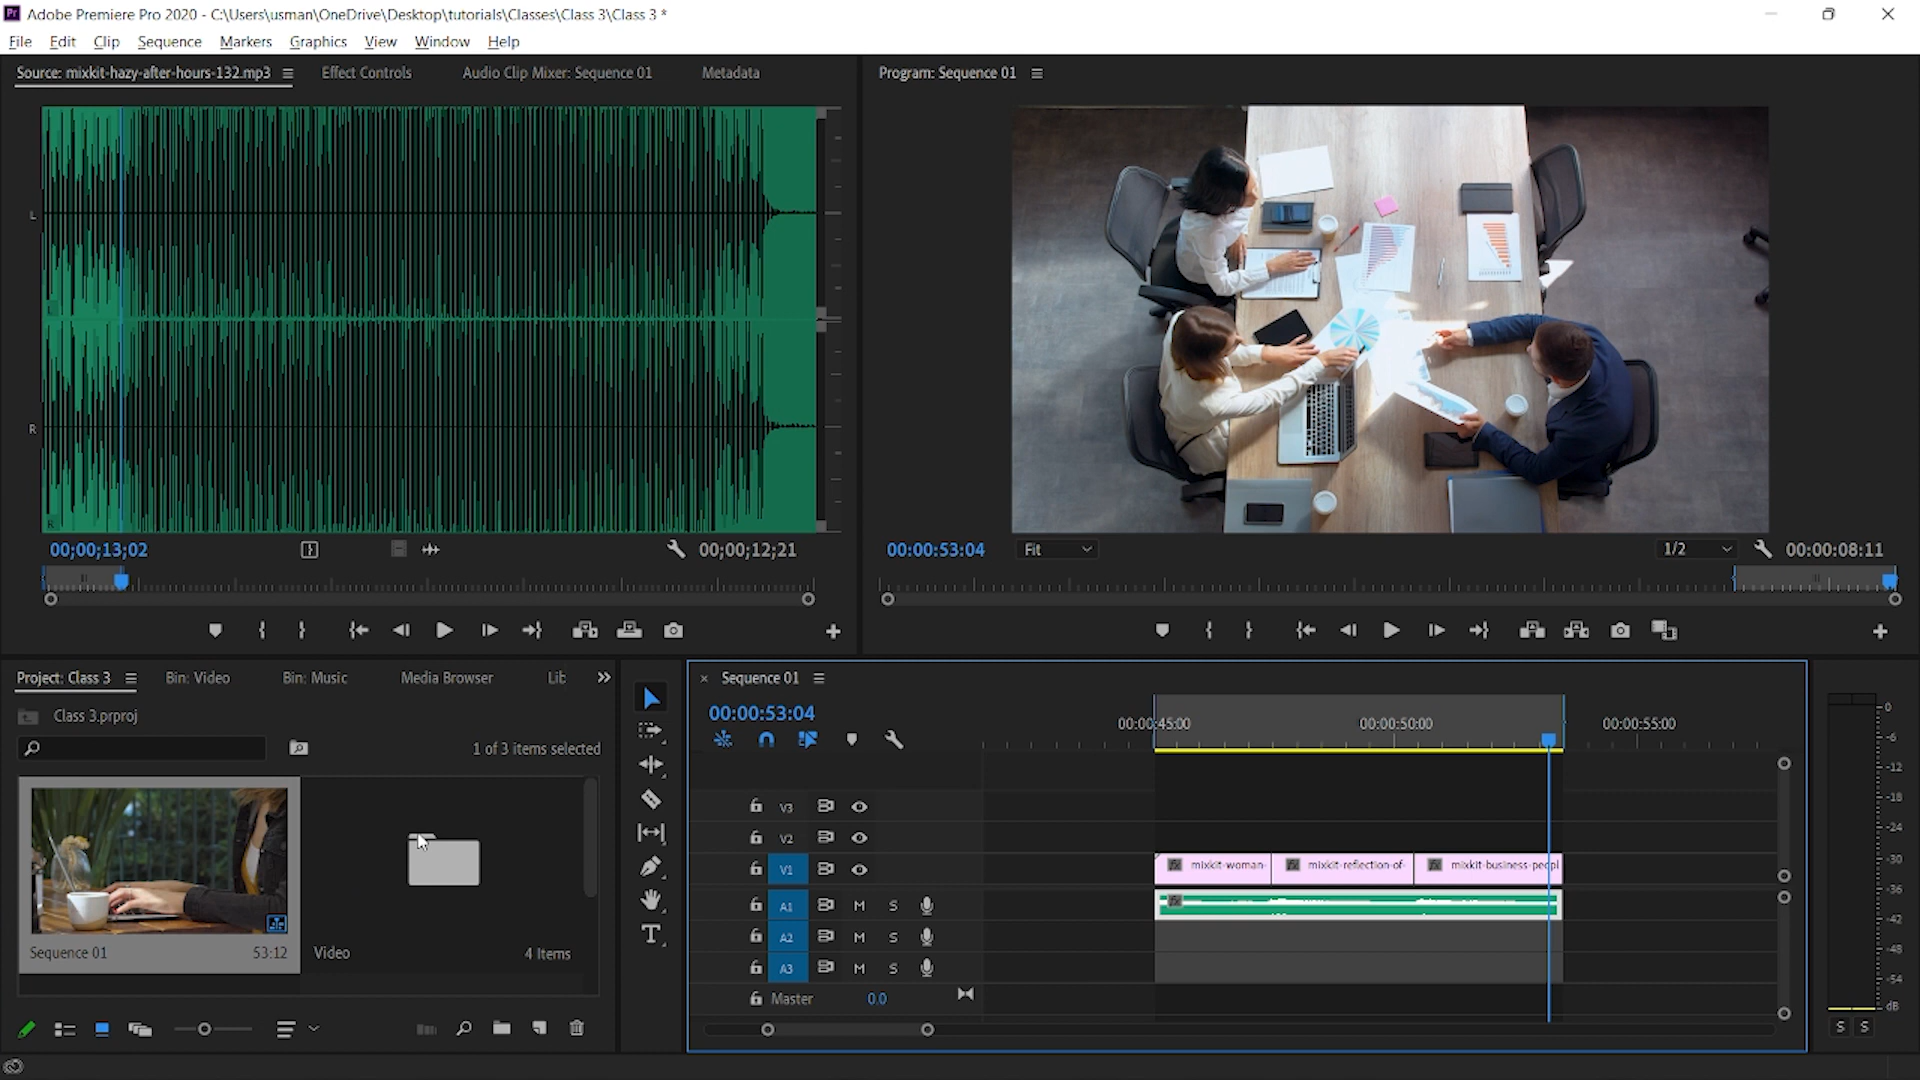 Adobe Premiere Pro 2020 - C:\Users\usman\OneDrive\Desktop\tutorials\Classes\Class 3\Class 3 *
File Edit Clip Sequence Markers Graphics View Window Help
Source: mixkit-hazy-after-hours-132.mp3 Effect Controls Audio Clip Mixer: Sequence 01 Metadata
Program: Sequence 01
L
R
L
R
00;00;13;02
00;00;12;21
00:00:53:04
Fit
1/2
00:00:08:11
Project: Class 3 Bin: Video Bin: Music Media Browser Lib
Class 3.prproj
1 of 3 items selected
Sequence 01 53:12
Video 4 Items
Sequence 01
00:00:53:04
00:00:45:00 00:00:50:00 00:00:55:00
V3
V2
V1
mixkit-woman- mixkit-reflection-of- mixkit-business-peopl
fx fx fx
A1 M S
fx
A2 M S
A3 M S
Master 0.0
0
-6
-12
-18
-24
-30
-36
-42
-48
-54
dB
S S